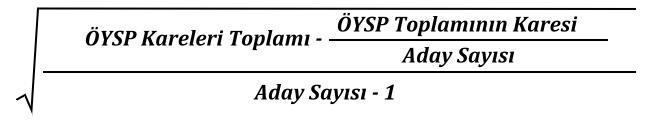 ÖYSP Kareleri Toplamı - ÖYSP Toplamının Karesi
Aday Sayısı
Aday Sayısı - 1